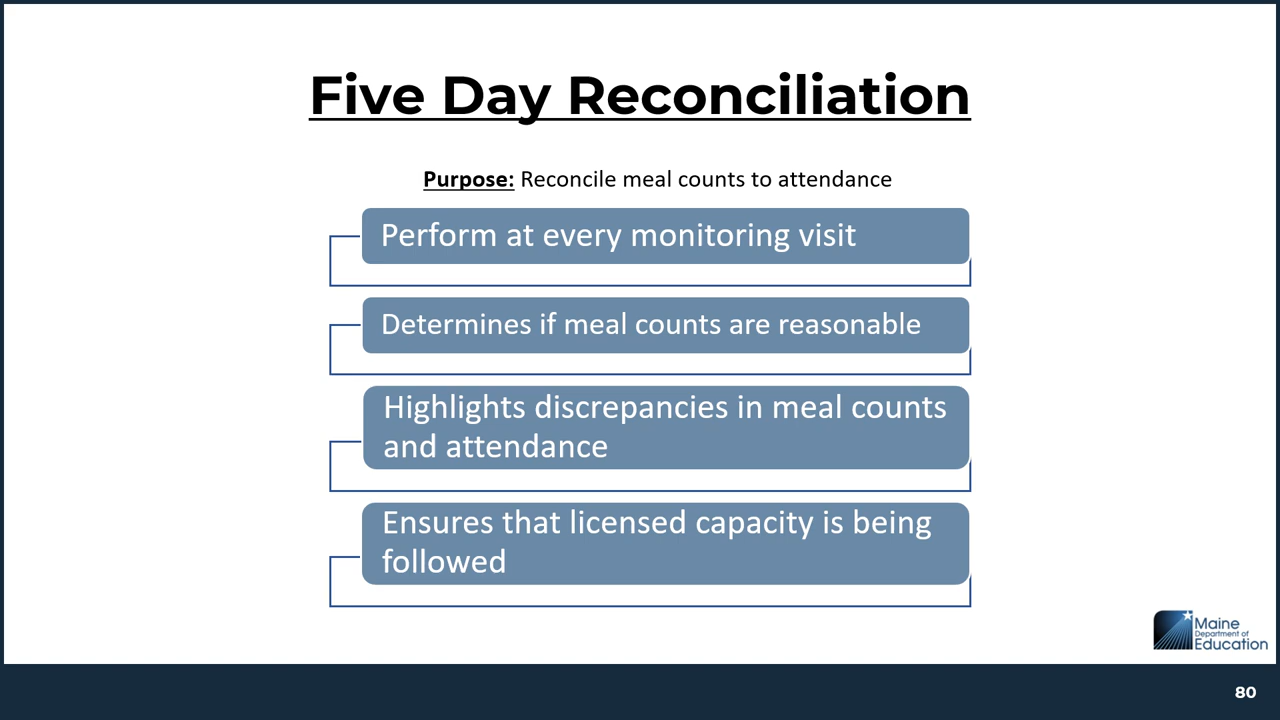 Five Day Reconciliation
Purpose: Reconcile meal counts to attendance
Perform at every monitoring visit
Determines if meal counts are reasonable
Highlights discrepancies in meal counts
and attendance
Ensures that licensed capacity is being
followed
Maine
Department of
Education
80